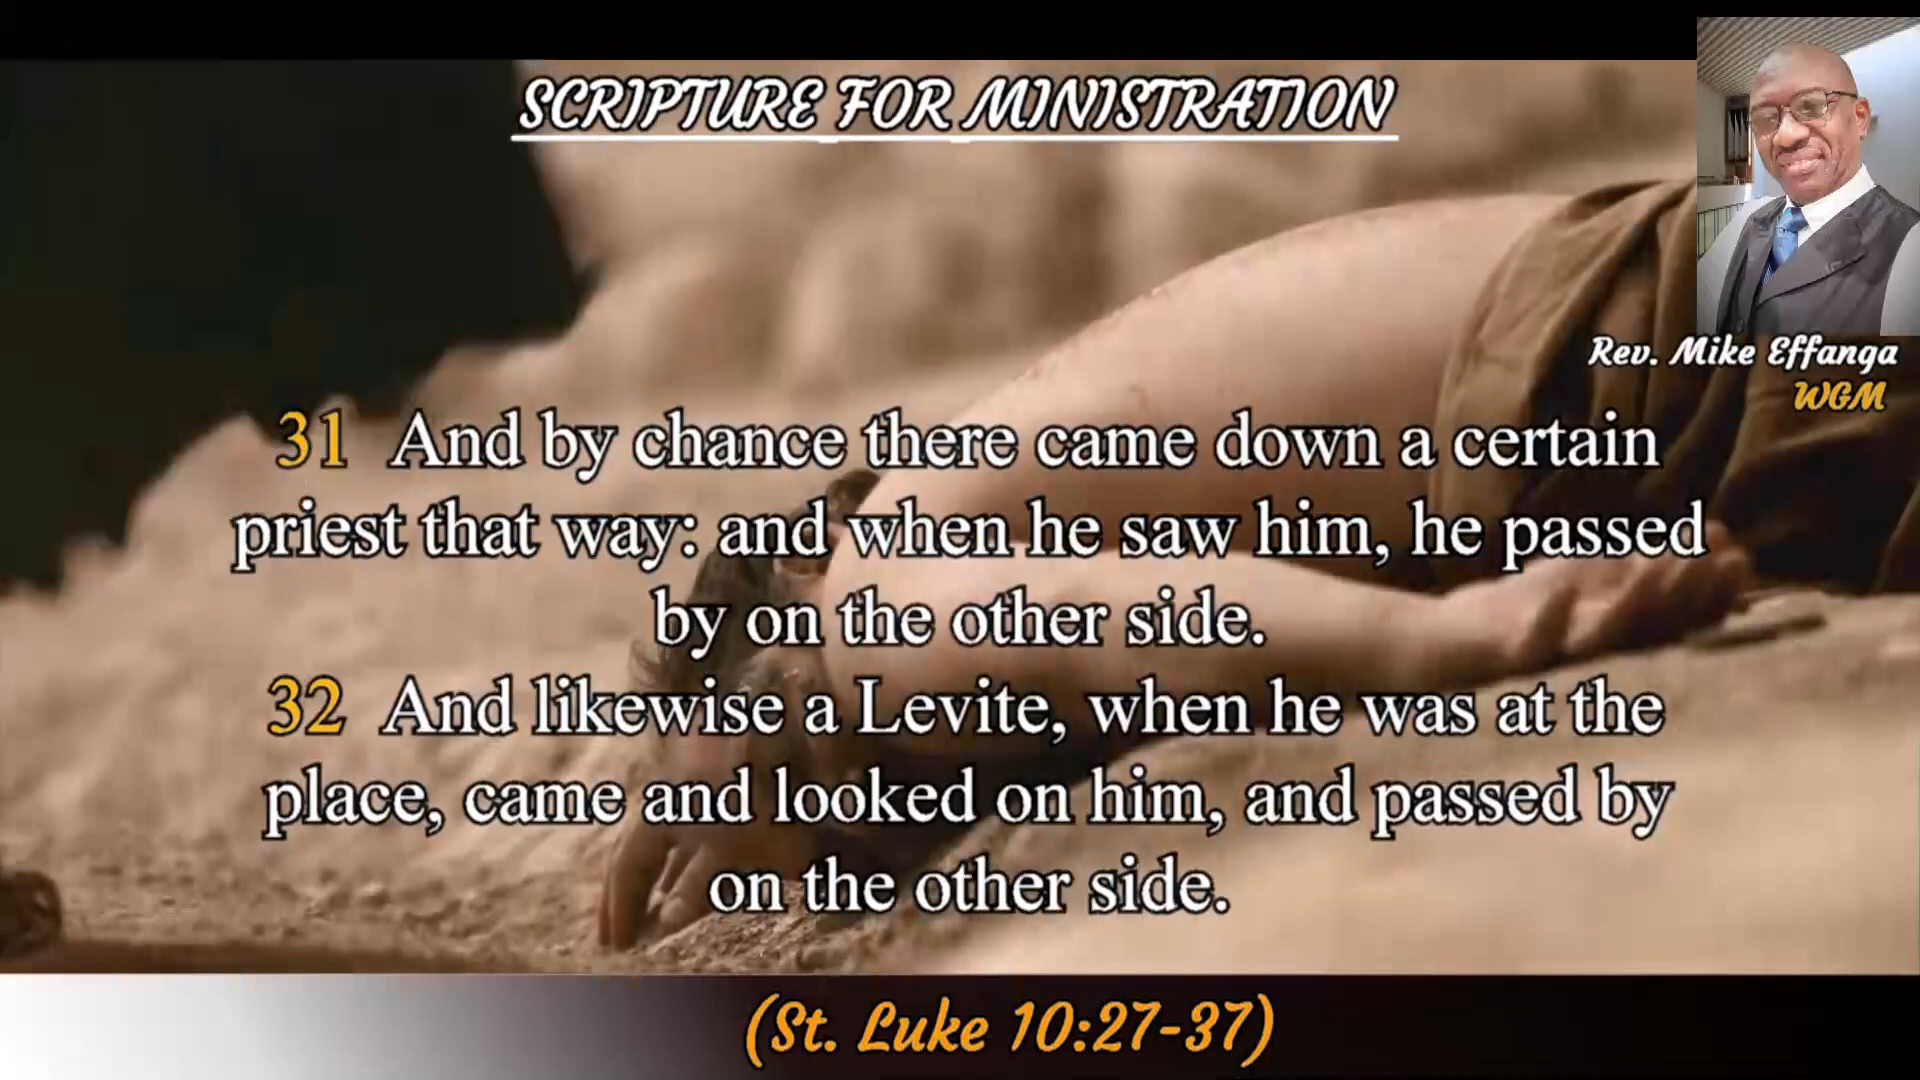 SCRIPTURE FOR MINISTRATION
Rev. Mike Effanga
WGM
31 And by chance there came down a certain
priest that way: and when he saw him, he passed
by on the other side.
32 And likewise a Levite, when he was at the
place, came and looked on him, and passed by
on the other side.
(St. Luke 10:27-37)